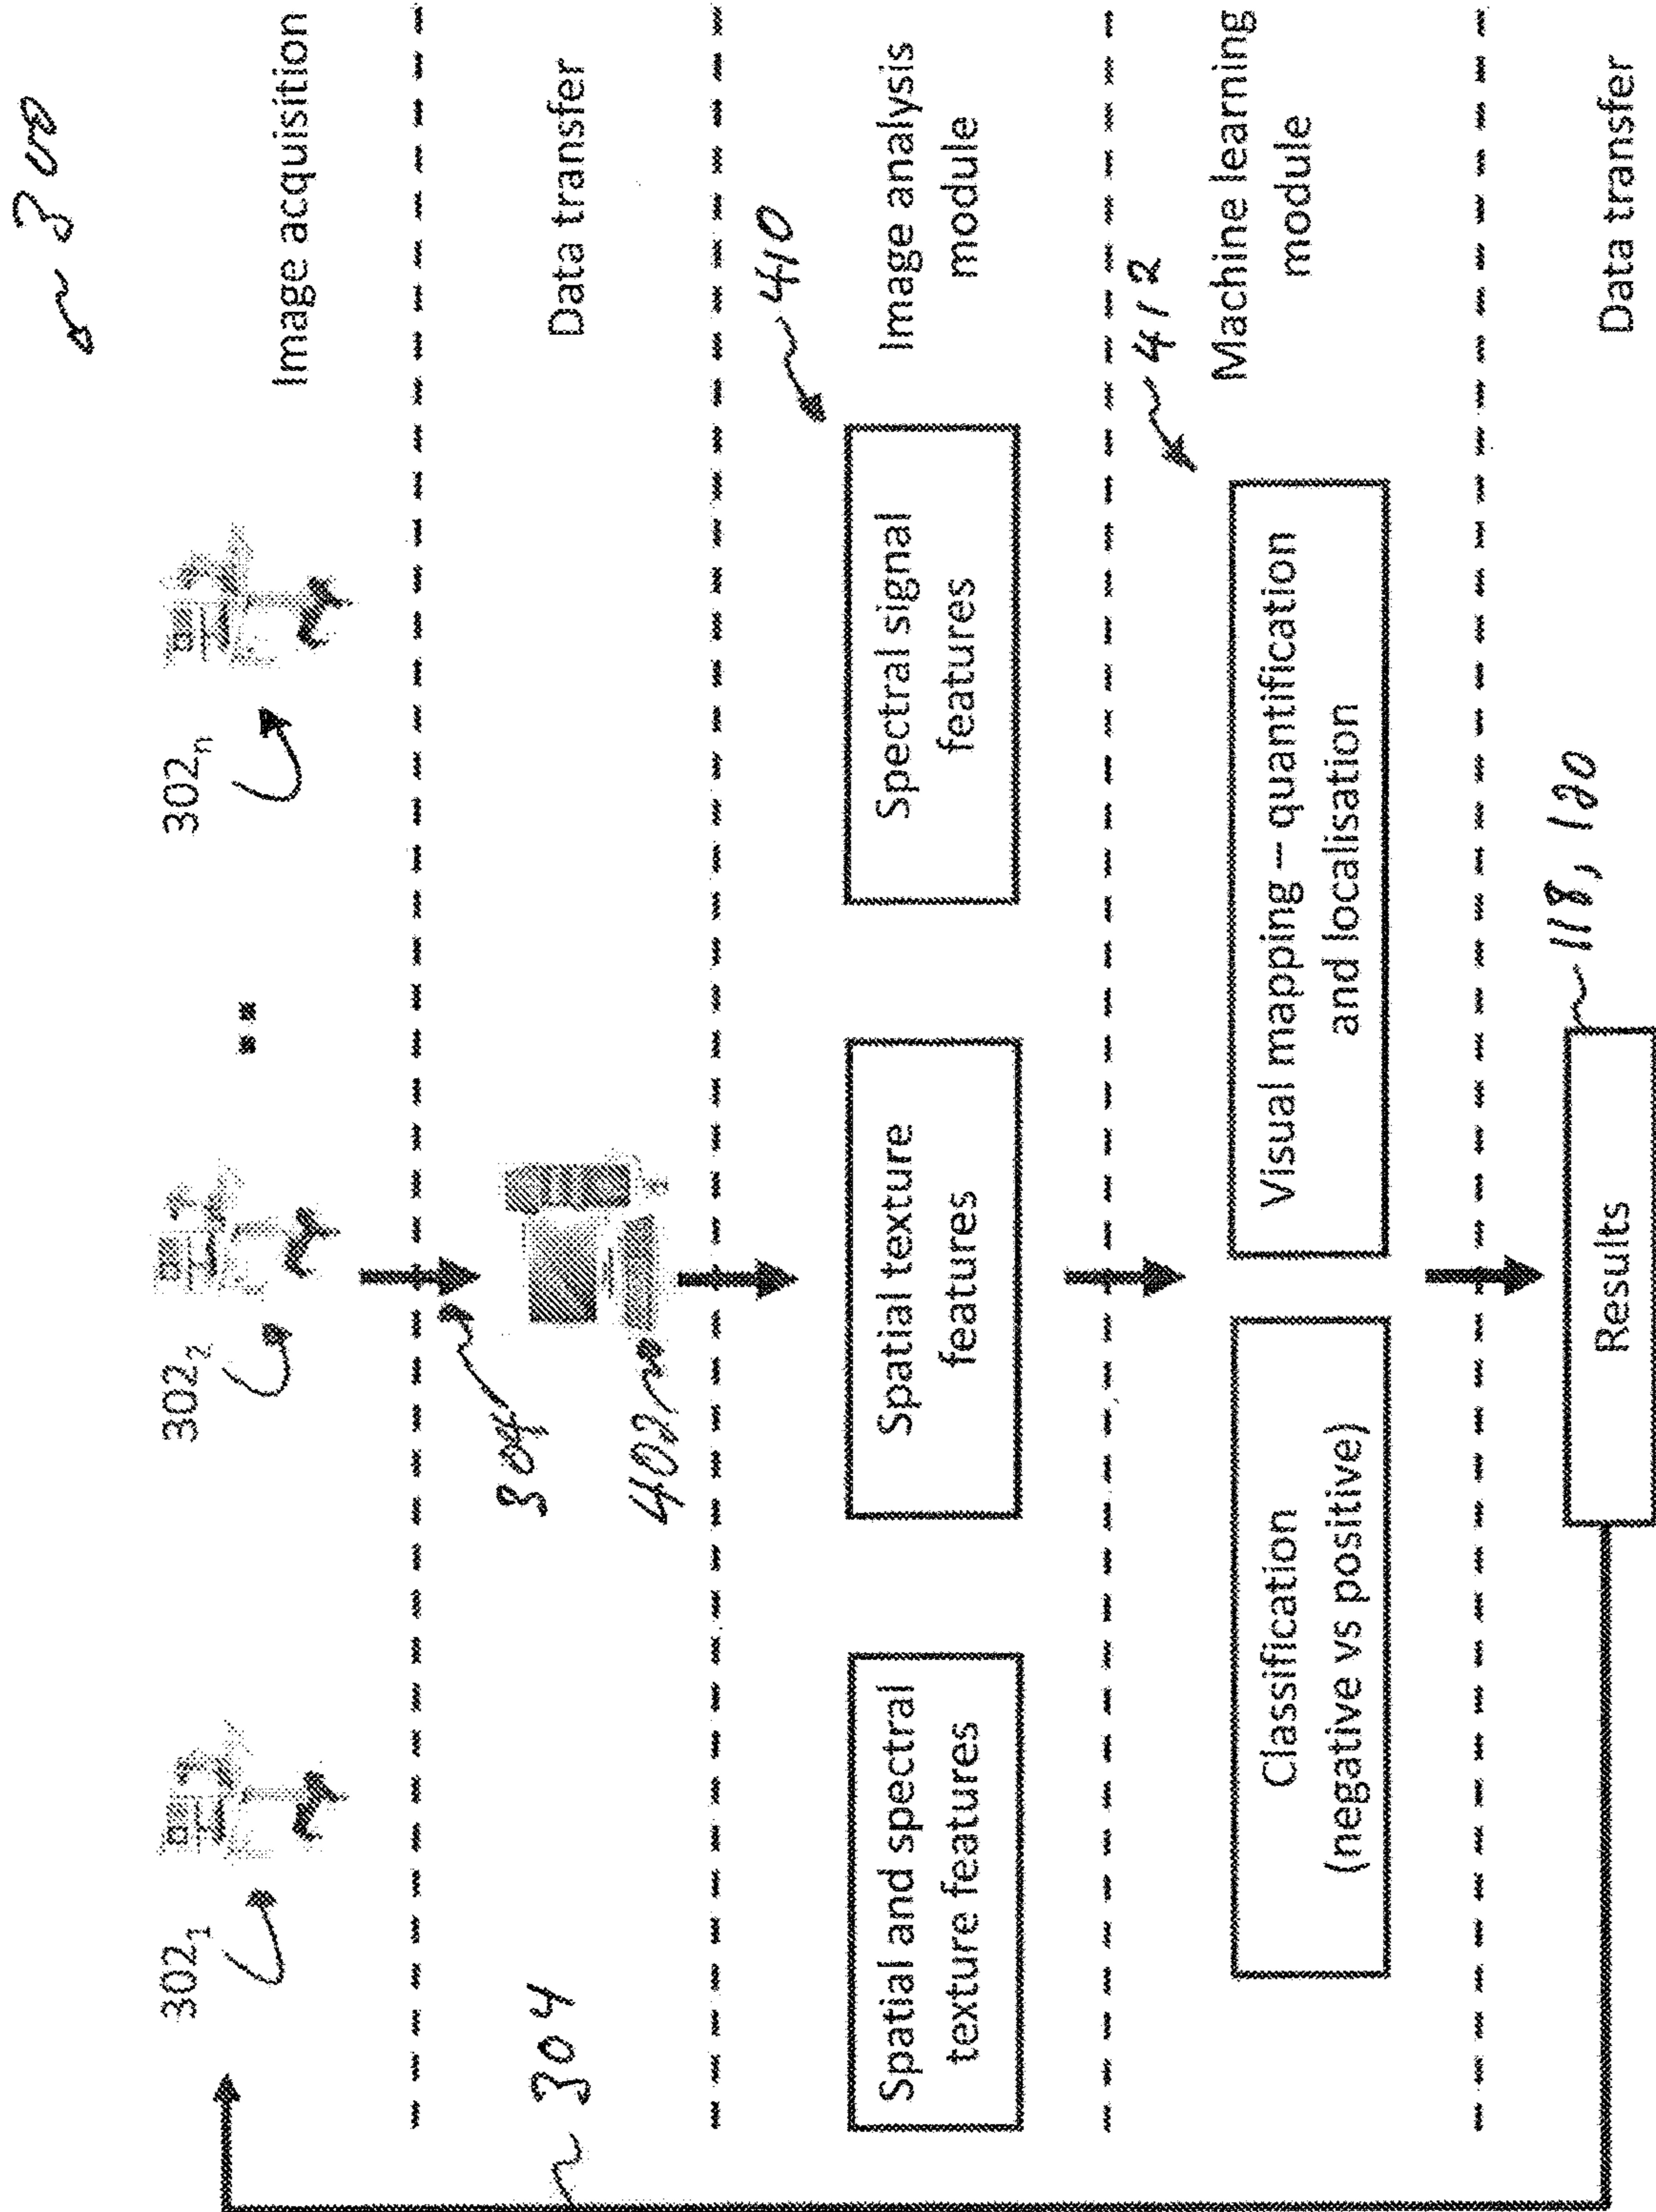 300
302₁
302₂
302ₙ
Image acquisition
304
304
402
Data transfer
410
Spatial and spectral
texture features
Spatial texture
features
Spectral signal
features
Image analysis
module
412
Classification
(negative vs positive)
Visual mapping – quantification
and localisation
Machine learning
module
118, 120
Results
Data transfer